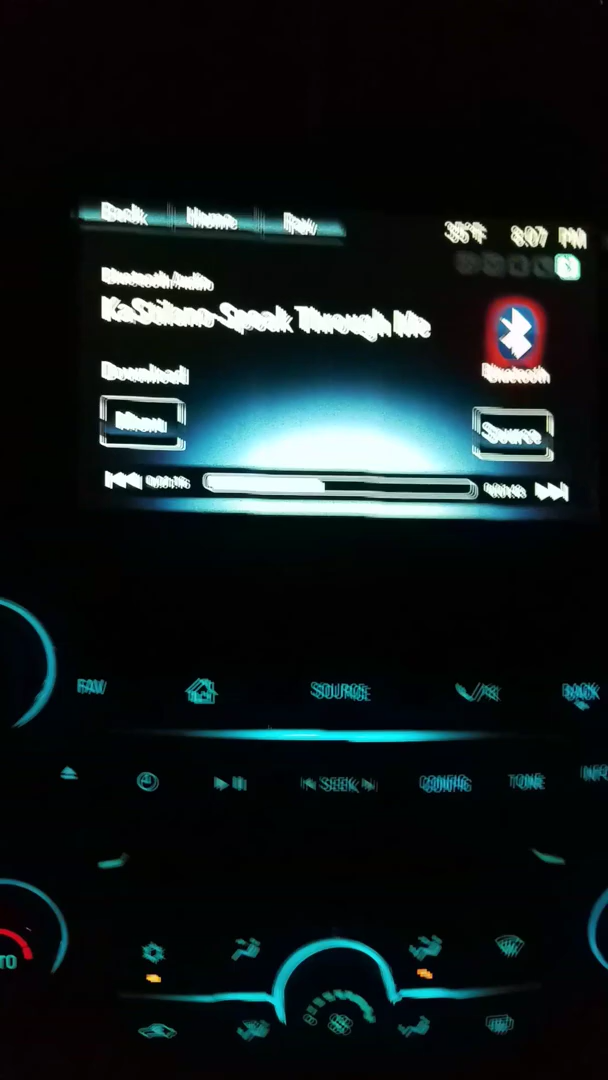 Back Home Fav
8:07 PM
Bluetooth Audio
Speak Through Me
Download
Bluetooth
Menu
Source
FAV SOURCE BACK
SEEK CONFIG TONE INFO